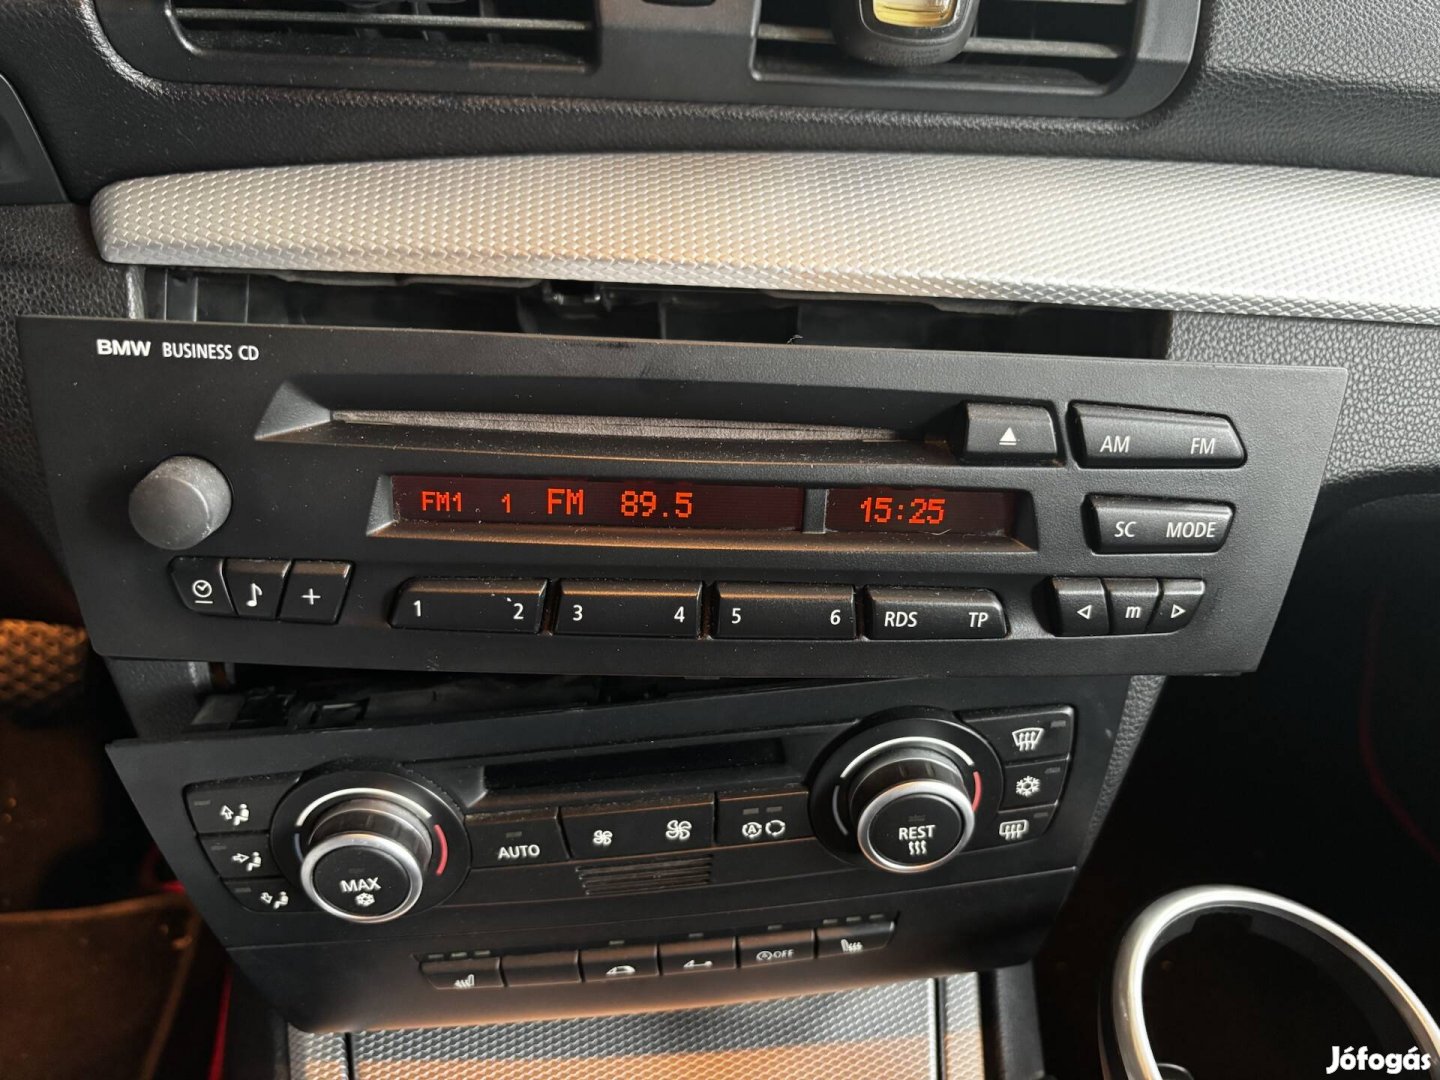 BMW BUSINESS CD
AM FM
FM1 1 FM 89.5 15:25
SC MODE
1 2 3 4 5 6 RDS TP m
AUTO
A
REST
MAX
A OFF
Jófogás